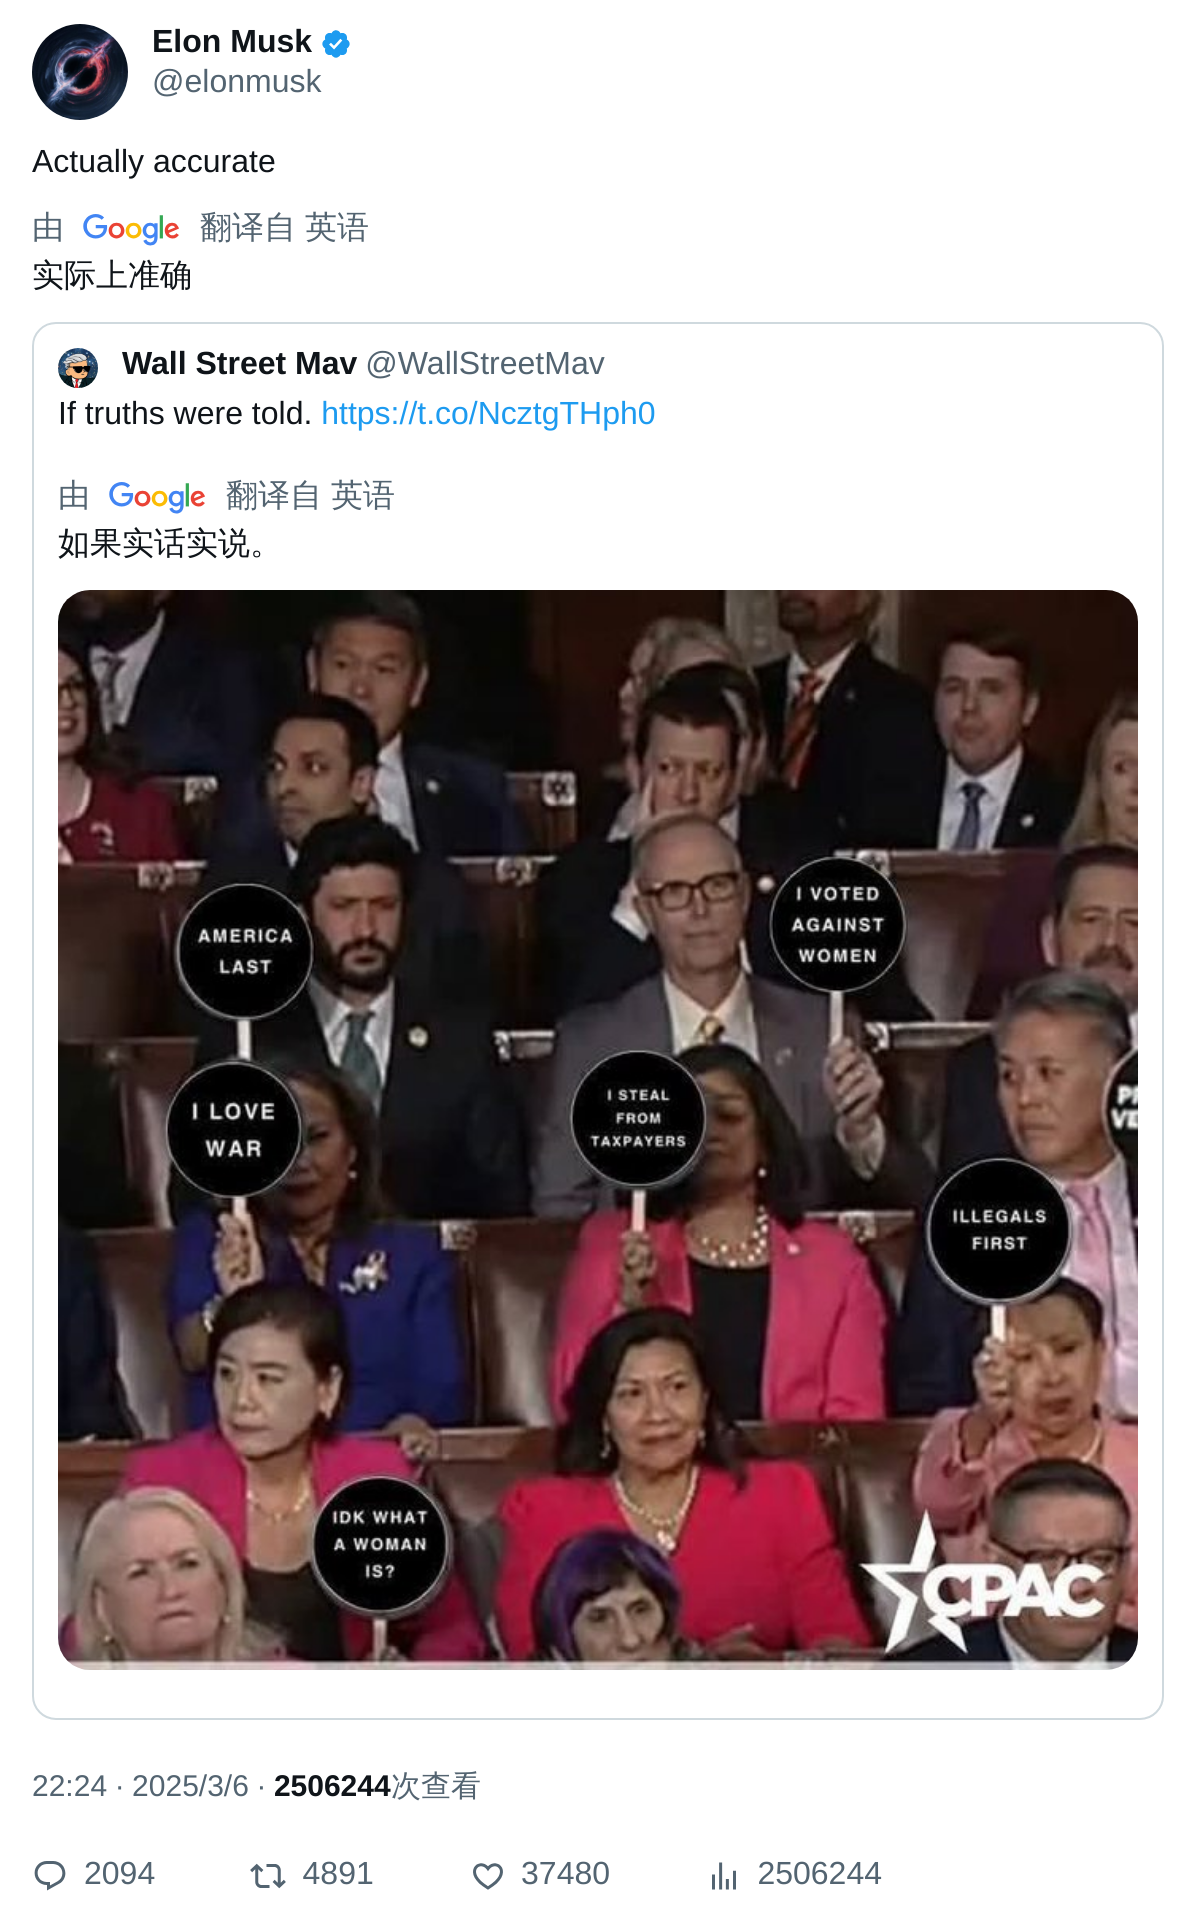 Elon Musk
@elonmusk
Actually accurate
由 Google 翻译自 英语
实际上准确
Wall Street Mav @WallStreetMav
If truths were told. https://t.co/NcztgTHph0
由 Google 翻译自 英语
如果实话实说。
I VOTED
AGAINST
WOMEN
AMERICA
LAST
I LOVE
WAR
I STEAL
FROM
TAXPAYERS
ILLEGALS
FIRST
IDK WHAT
A WOMAN
IS?
CPAC
22:24 · 2025/3/6 · 2506244次查看
2094 4891 37480 2506244